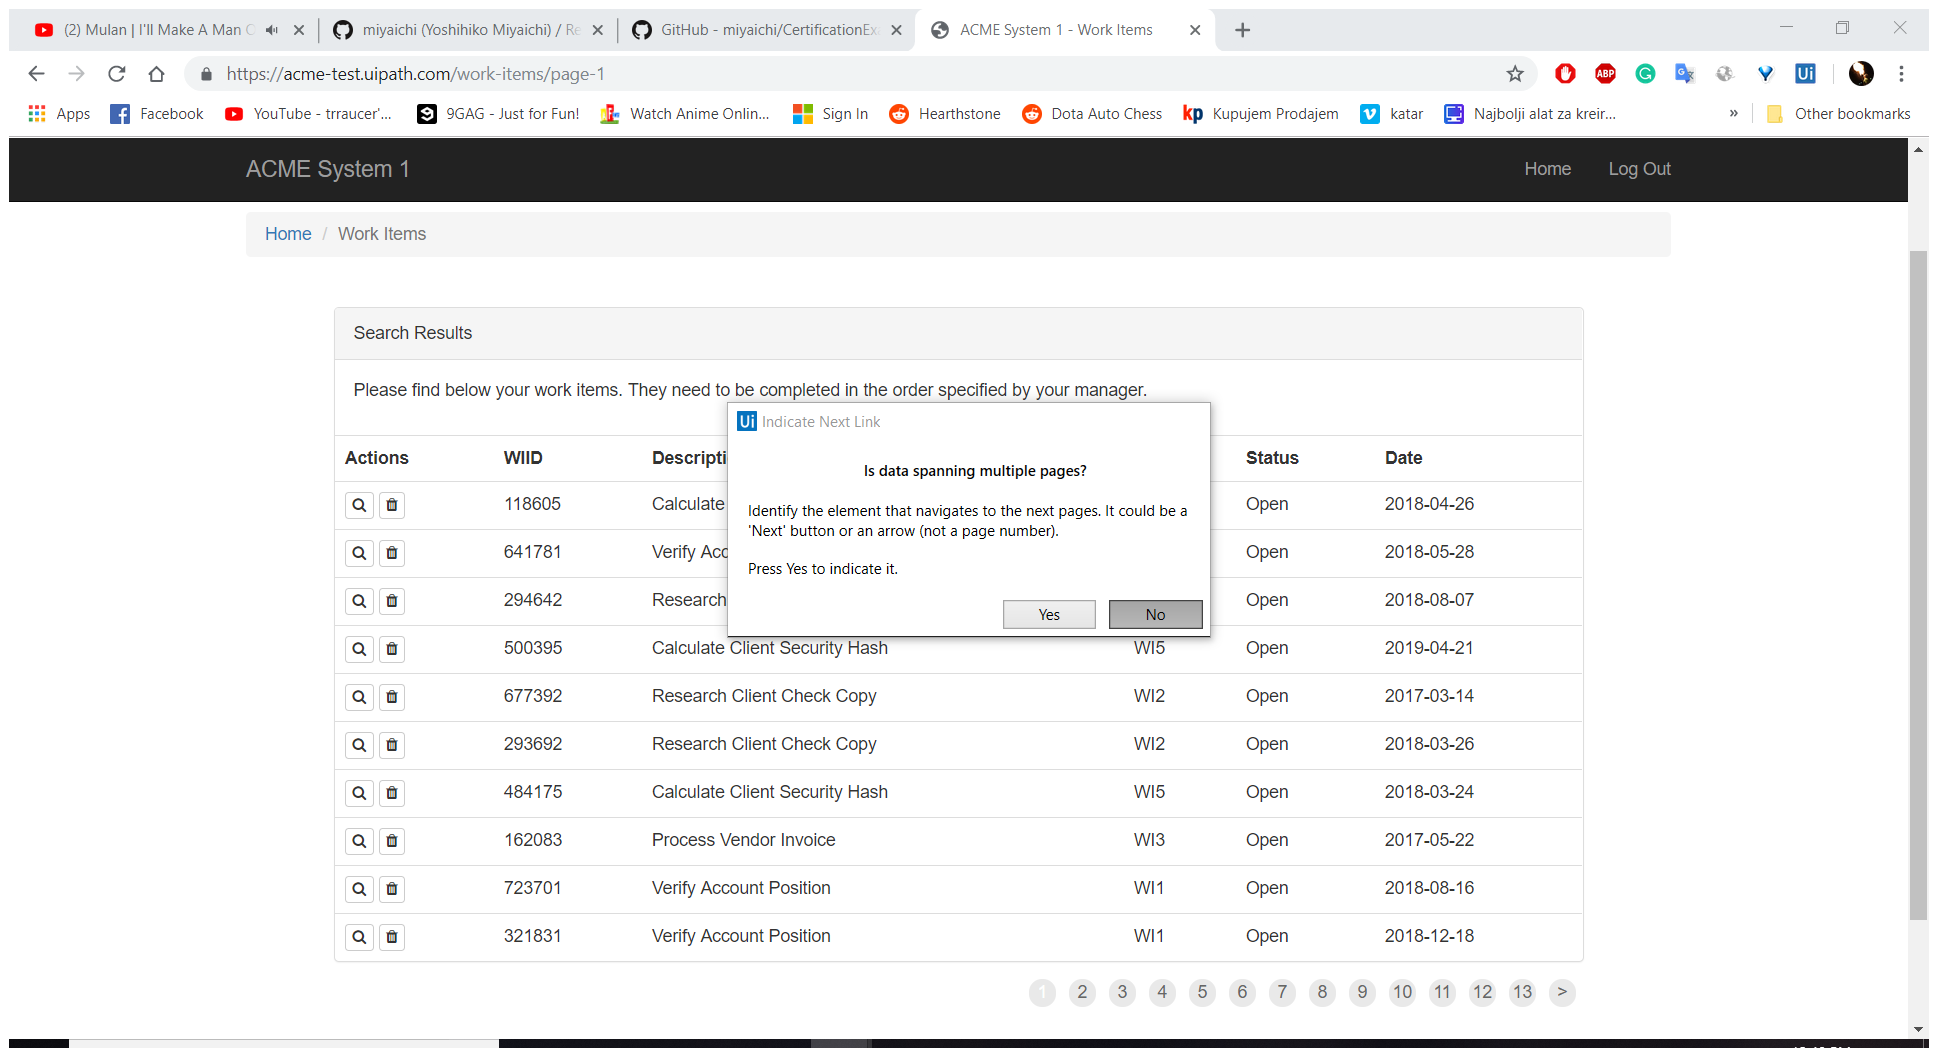 (2) Mulan | I'll Make A Man
miyaichi (Yoshihiko Miyaichi) / Re
GitHub - miyaichi/CertificationEx
ACME System 1 - Work Items
https://acme-test.uipath.com/work-items/page-1
ABP
Ui
Apps
Facebook
YouTube - trraucer'...
9GAG - Just for Fun!
Watch Anime Onlin...
Sign In
Hearthstone
Dota Auto Chess
kp
Kupujem Prodajem
katar
Najbolji alat za kreir...
»
Other bookmarks
ACME System 1
Home
Log Out
Home / Work Items
Search Results
Please find below your work items. They need to be completed in the order specified by your manager.
Ui Indicate Next Link
Is data spanning multiple pages?
Identify the element that navigates to the next pages. It could be a
'Next' button or an arrow (not a page number).
Press Yes to indicate it.
Yes No
Actions WIID Descripti Status Date
118605 Calculate Open 2018-04-26
641781 Verify Acc Open 2018-05-28
294642 Research Open 2018-08-07
500395 Calculate Client Security Hash WI5 Open 2019-04-21
677392 Research Client Check Copy WI2 Open 2017-03-14
293692 Research Client Check Copy WI2 Open 2018-03-26
484175 Calculate Client Security Hash WI5 Open 2018-03-24
162083 Process Vendor Invoice WI3 Open 2017-05-22
723701 Verify Account Position WI1 Open 2018-08-16
321831 Verify Account Position WI1 Open 2018-12-18
1 2 3 4 5 6 7 8 9 10 11 12 13 >